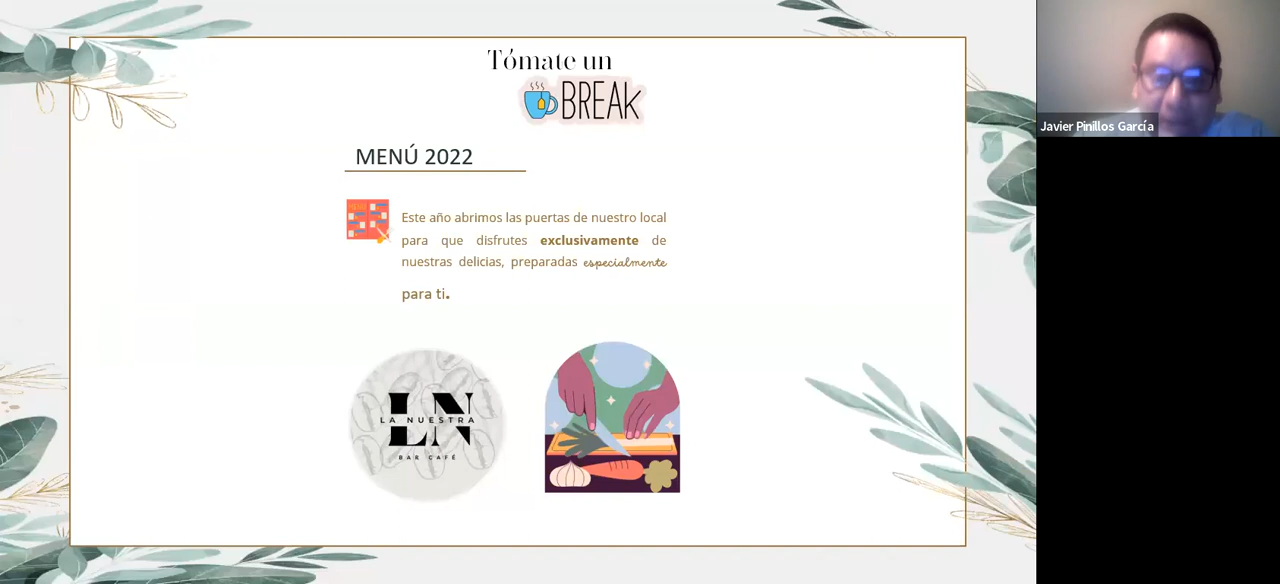 Tómate un
BREAK
MENÚ 2022
Este año abrimos las puertas de nuestro local
para que disfrutes exclusivamente de
nuestras delicias, preparadas especialmente
para ti.
LN
LA NUESTRA
BAR CAFÉ
Javier Pinillos García